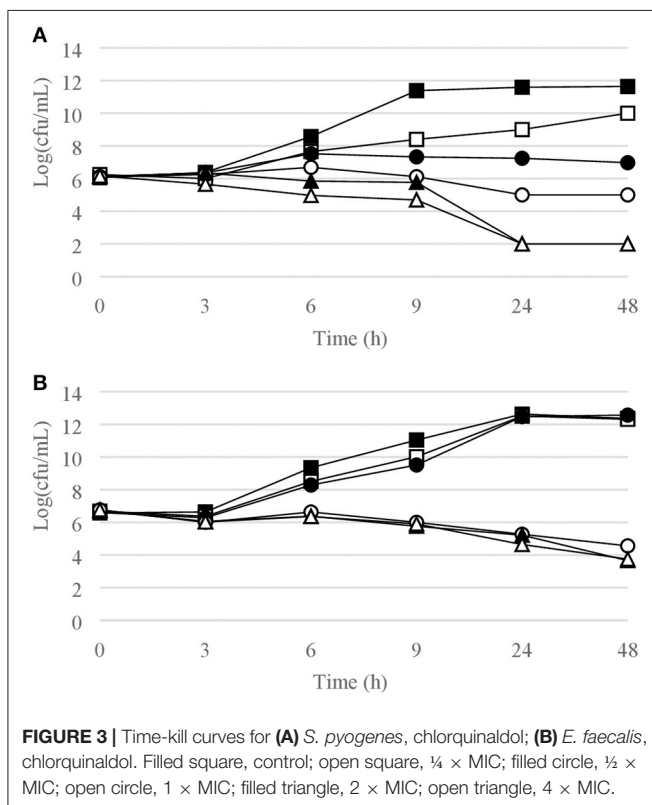 A
Log(cfu/mL)
14
12
10
8
6
4
2
0
0 3 6 9 24 48
Time (h)
B
Log(cfu/mL)
14
12
10
8
6
4
2
0
0 3 6 9 24 48
Time (h)
FIGURE 3 | Time-kill curves for (A) S. pyogenes, chlorquinaldol; (B) E. faecalis,
chlorquinaldol. Filled square, control; open square, ¼ × MIC; filled circle, ½ ×
MIC; open circle, 1 × MIC; filled triangle, 2 × MIC; open triangle, 4 × MIC.